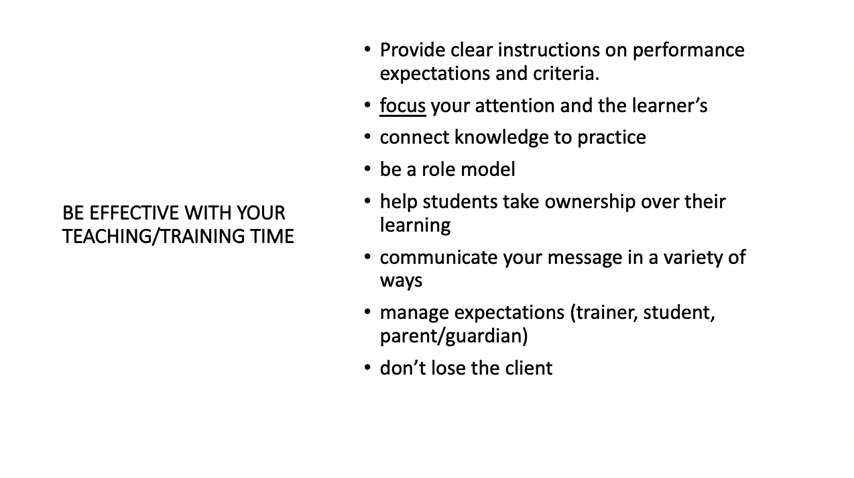 BE EFFECTIVE WITH YOUR
TEACHING/TRAINING TIME
• Provide clear instructions on performance
expectations and criteria.
• focus your attention and the learner’s
• connect knowledge to practice
• be a role model
• help students take ownership over their
learning
• communicate your message in a variety of
ways
• manage expectations (trainer, student,
parent/guardian)
• don’t lose the client